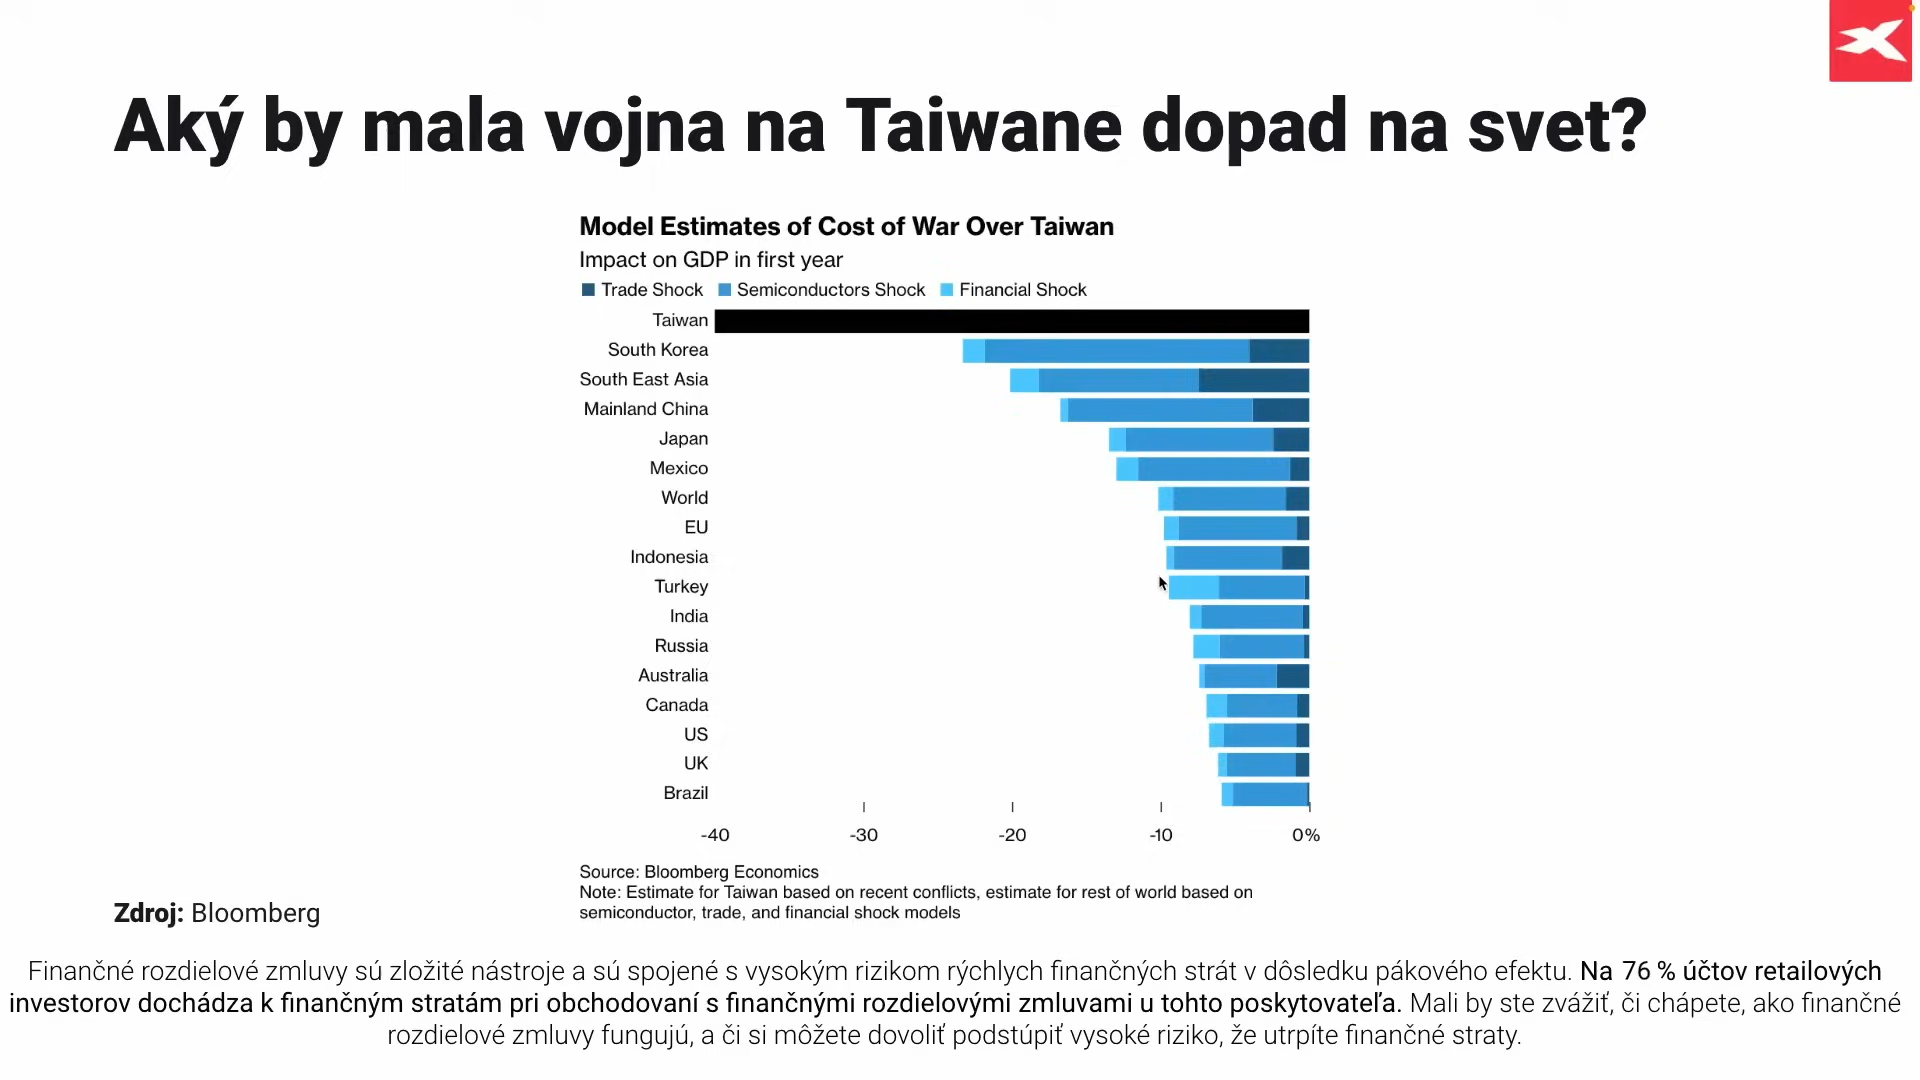 Aký by mala vojna na Taiwane dopad na svet?
Model Estimates of Cost of War Over Taiwan
Impact on GDP in first year
Trade Shock Semiconductors Shock Financial Shock
Taiwan
South Korea
South East Asia
Mainland China
Japan
Mexico
World
EU
Indonesia
Turkey
India
Russia
Australia
Canada
US
UK
Brazil
-40 -30 -20 -10 0%
Source: Bloomberg Economics
Note: Estimate for Taiwan based on recent conflicts, estimate for rest of world based on
semiconductor, trade, and financial shock models
Zdroj: Bloomberg
Finančné rozdielové zmluvy sú zložité nástroje a sú spojené s vysokým rizikom rýchlych finančných strát v dôsledku pákového efektu. Na 76 % účtov retailových
investorov dochádza k finančným stratám pri obchodovaní s finančnými rozdielovými zmluvami u tohto poskytovateľa. Mali by ste zvážiť, či chápete, ako finančné
rozdielové zmluvy fungujú, a či si môžete dovoliť podstúpiť vysoké riziko, že utrpíte finančné straty.